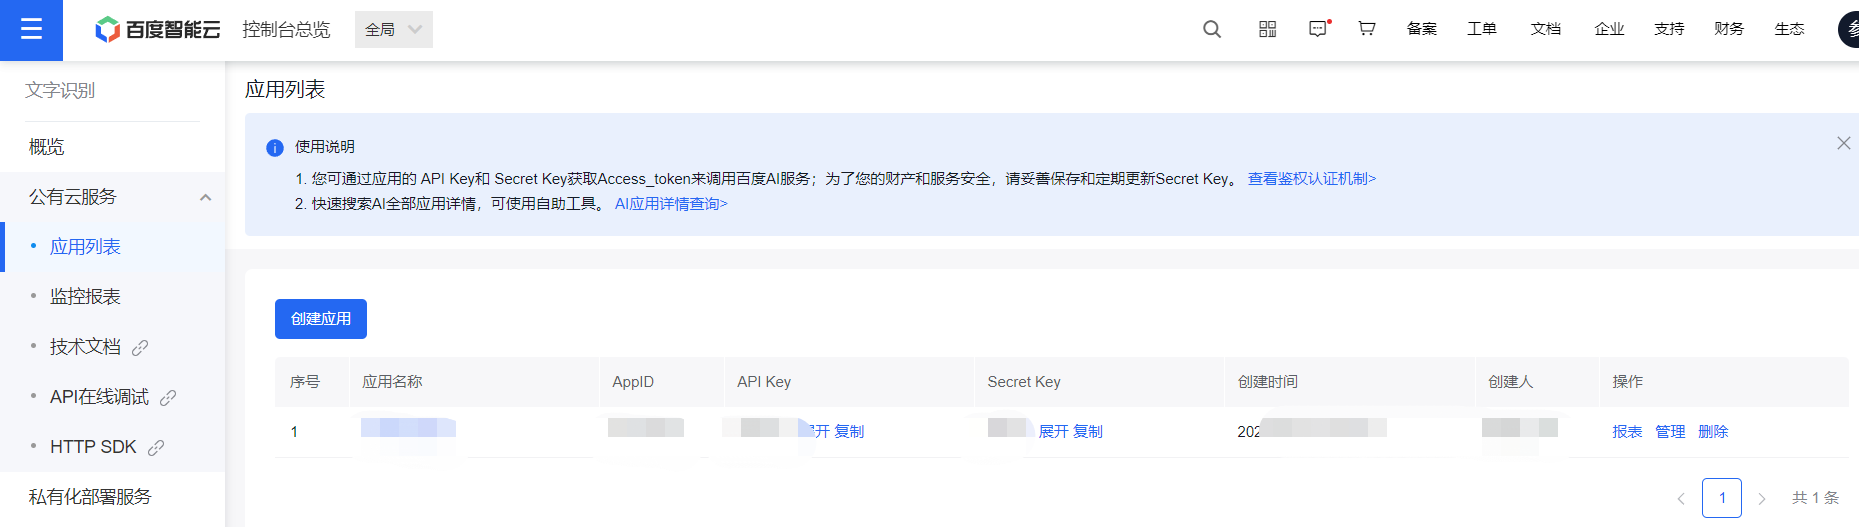 百度智能云 控制台总览 全局 备案 工单 文档 企业 支持 财务 生态
文字识别
概览
公有云服务
应用列表
监控报表
技术文档
API在线调试
HTTP SDK
私有化部署服务
应用列表
使用说明
1. 您可通过应用的 API Key和 Secret Key获取Access_token来调用百度AI服务；为了您的财产和服务安全，请妥善保存和定期更新Secret Key。 查看鉴权认证机制>
2. 快速搜索AI全部应用详情，可使用自助工具。 AI应用详情查询>
创建应用
序号 应用名称 AppID API Key Secret Key 创建时间 创建人 操作
1 开 复制 展开 复制 202 报表 管理 删除
1 共 1 条